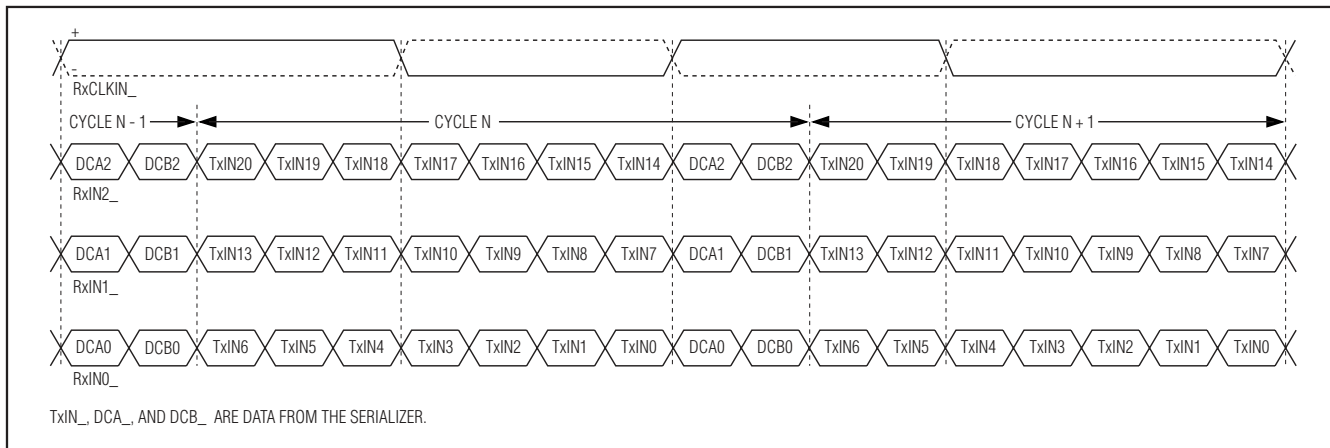 +
-
RxCLKIN_
CYCLE N - 1 CYCLE N CYCLE N + 1
DCA2 DCB2 TxIN20 TxIN19 TxIN18 TxIN17 TxIN16 TxIN15 TxIN14 DCA2 DCB2 TxIN20 TxIN19 TxIN18 TxIN17 TxIN16 TxIN15 TxIN14
RxIN2_
DCA1 DCB1 TxIN13 TxIN12 TxIN11 TxIN10 TxIN9 TxIN8 TxIN7 DCA1 DCB1 TxIN13 TxIN12 TxIN11 TxIN10 TxIN9 TxIN8 TxIN7
RxIN1_
DCA0 DCB0 TxIN6 TxIN5 TxIN4 TxIN3 TxIN2 TxIN1 TxIN0 DCA0 DCB0 TxIN6 TxIN5 TxIN4 TxIN3 TxIN2 TxIN1 TxIN0
RxIN0_
TxIN_, DCA_, AND DCB_ ARE DATA FROM THE SERIALIZER.